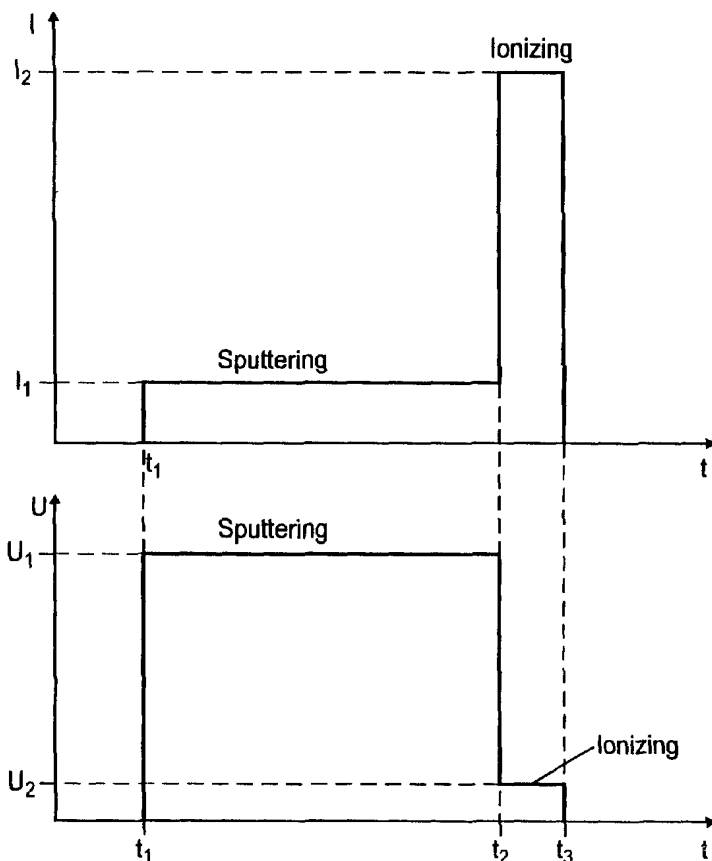 I
Ionizing
I₂
Sputtering
I₁
t₁
t
U
Sputtering
U₁
Ionizing
U₂
t₁
t₂
t₃
t